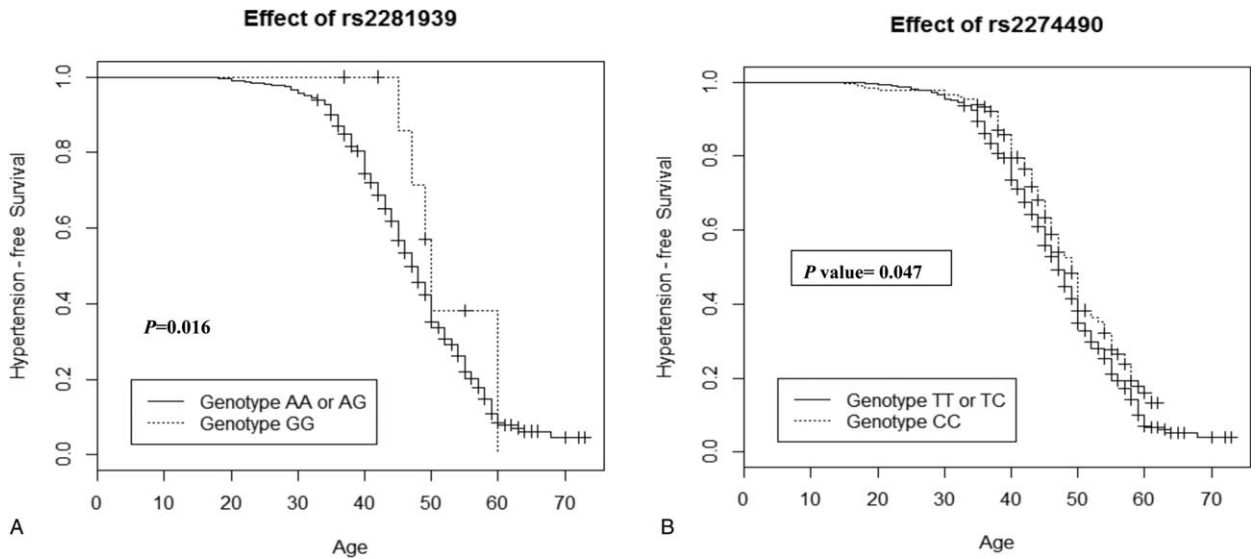 Effect of rs2281939
Hypertension - free Survival
1.0
0.8
0.6
0.4
0.2
0.0
P=0.016
Genotype AA or AG
Genotype GG
0 10 20 30 40 50 60 70
Age
A
Effect of rs2274490
Hypertension - free Survival
1.0
0.8
0.6
0.4
0.2
0.0
P value= 0.047
Genotype TT or TC
Genotype CC
0 10 20 30 40 50 60 70
Age
B